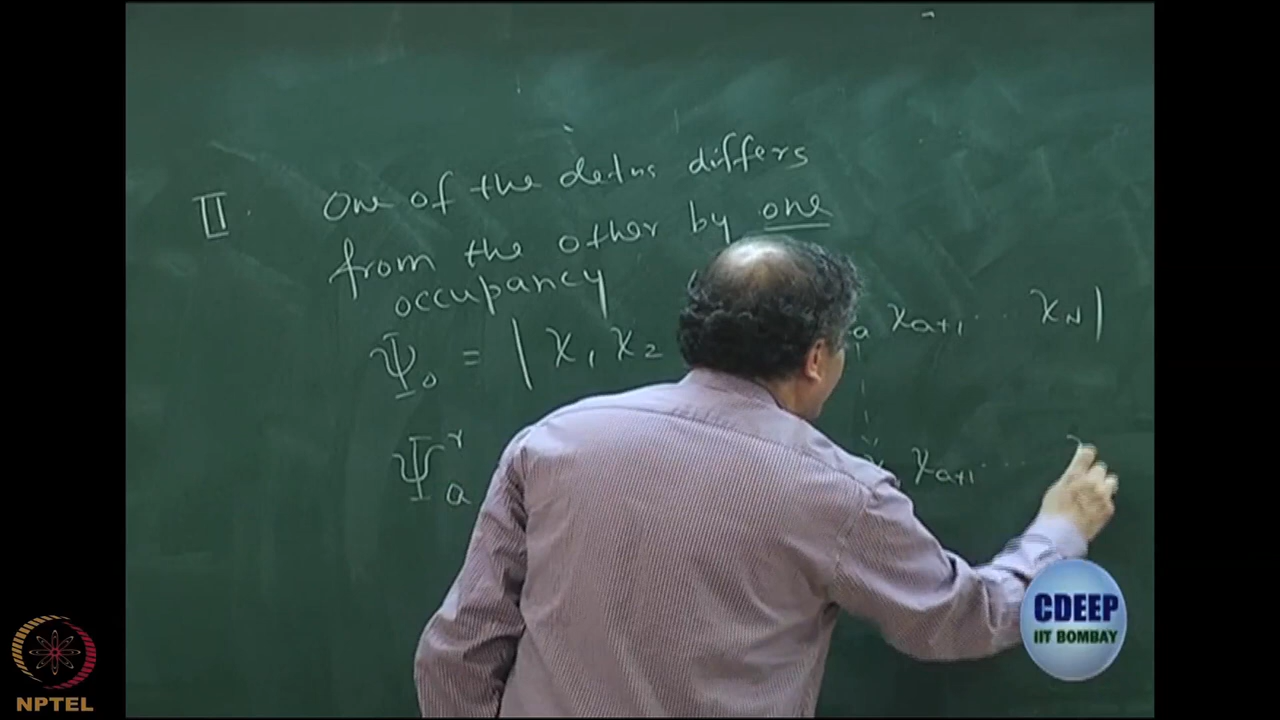 II. One of the detns differs
from the other by one
occupancy
Ψ₀ = | χ₁ χ₂ ₐ χₐ₊₁ ... χ_N |
Ψₐʳ χₐ₊₁ ...
CDEEP
IIT BOMBAY
NPTEL